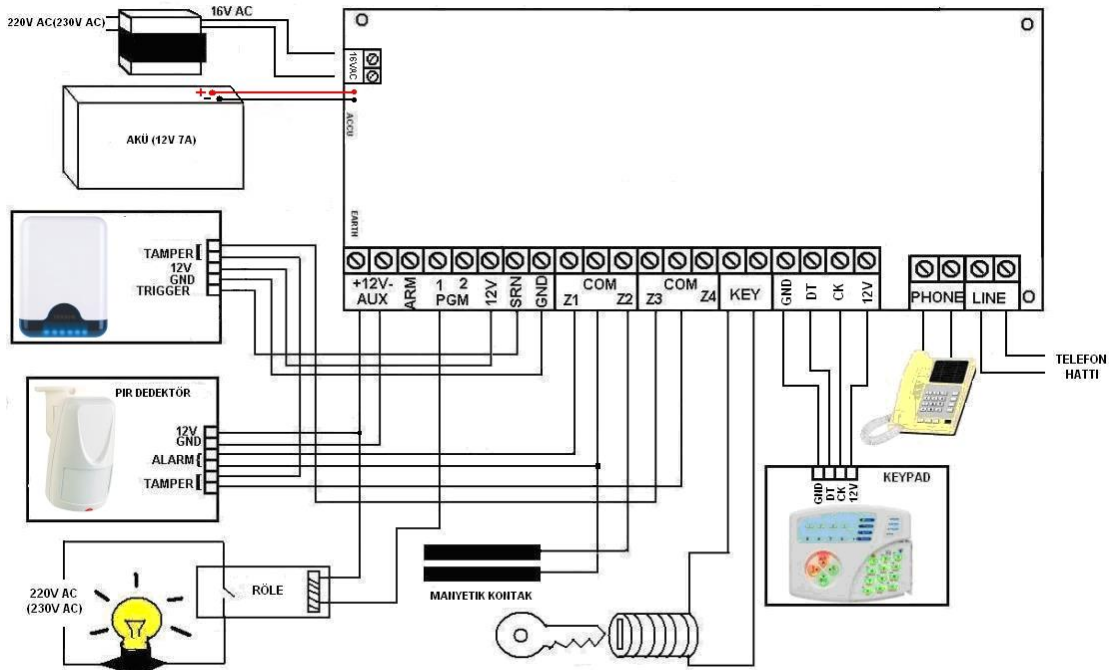 220V AC(230V AC)
16V AC
16VAC
+
-
AKÜ (12V 7A)
ACCU
EARTH
TAMPER [
12V
GND
TRIGGER
+12V-
AUX
ARM
1 2
PGM
12V
SRN
GND
COM
Z1 Z2
COM
Z3 Z4
KEY
GND
DT
CK
12V
PHONE
LINE
TELEFON
HATTI
PIR DEDEKTÖR
12V
GND
ALARM {
TAMPER [
KEYPAD
GND
DT
CK
12V
220V AC
(230V AC)
RÖLE
MANYETIK KONTAK